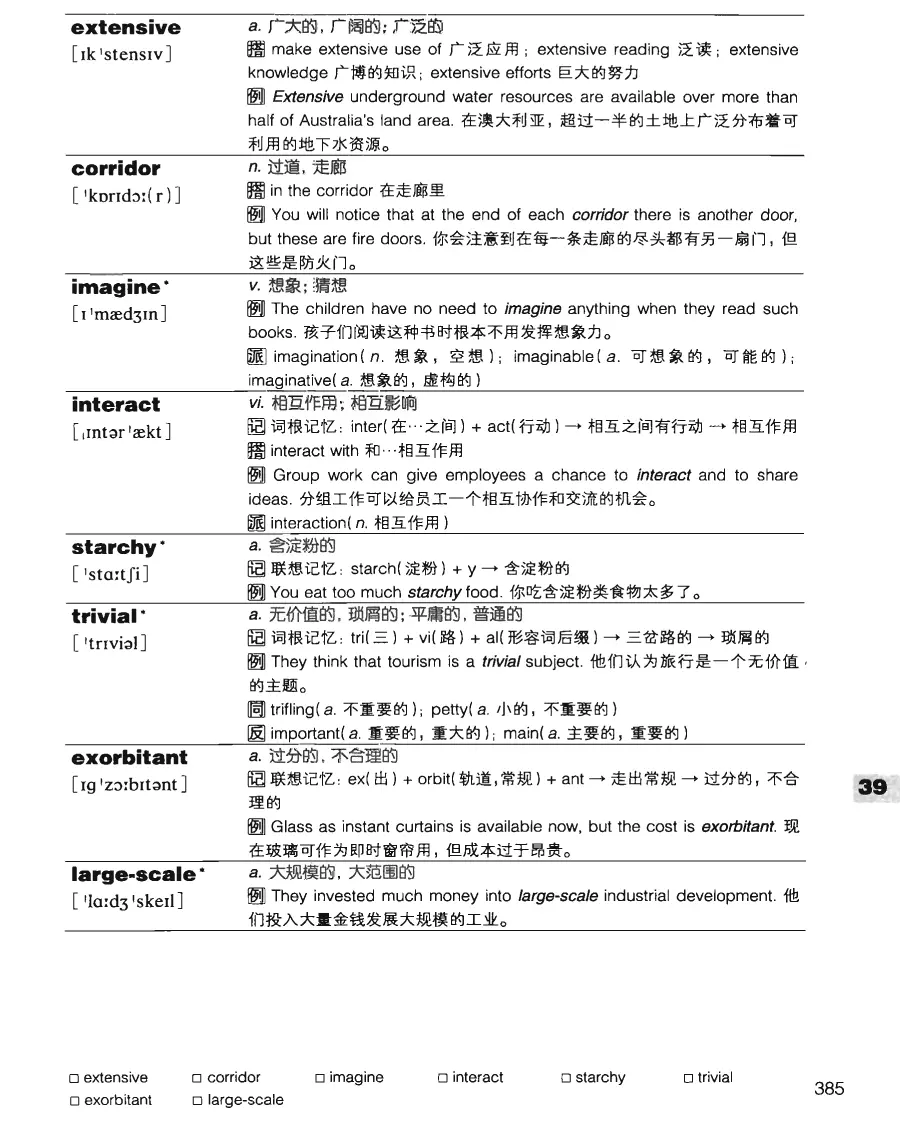 extensive
[ɪkˈstensɪv]
a. 广大的，广阔的；广泛的
搭 make extensive use of 广泛应用；extensive reading 泛读；extensive
knowledge 广博的知识；extensive efforts 巨大的努力
例 Extensive underground water resources are available over more than
half of Australia's land area. 在澳大利亚，超过一半的土地上广泛分布着可
利用的地下水资源。
corridor
[ˈkɒrɪdɔː(r)]
n. 过道，走廊
搭 in the corridor 在走廊里
例 You will notice that at the end of each corridor there is another door,
but these are fire doors. 你会注意到在每一条走廊的尽头都有另一扇门，但
这些是防火门。
imagine*
[ɪˈmædʒɪn]
v. 想象；猜想
例 The children have no need to imagine anything when they read such
books. 孩子们阅读这种书时根本不用发挥想象力。
派 imagination(n. 想象，空想)；imaginable(a. 可想象的，可能的)；
imaginative(a. 想象的，虚构的)
interact
[ˌɪntərˈækt]
vi. 相互作用；相互影响
记 词根记忆：inter(在…之间) + act(行动) → 相互之间有行动 → 相互作用
搭 interact with 和…相互作用
例 Group work can give employees a chance to interact and to share
ideas. 分组工作可以给员工一个相互协作和交流的机会。
派 interaction(n. 相互作用)
starchy*
[ˈstɑːtʃi]
a. 含淀粉的
记 联想记忆：starch(淀粉) + y → 含淀粉的
例 You eat too much starchy food. 你吃含淀粉类食物太多了。
trivial*
[ˈtrɪviəl]
a. 无价值的，琐屑的；平庸的，普通的
记 词根记忆：tri(三) + vi(路) + al(形容词后缀) → 三岔路的 → 琐屑的
例 They think that tourism is a trivial subject. 他们认为旅行是一个无价值
的主题。
同 trifling(a. 不重要的)；petty(a. 小的，不重要的)
反 important(a. 重要的，重大的)；main(a. 主要的，重要的)
exorbitant
[ɪɡˈzɔːbɪtənt]
a. 过分的，不合理的
记 联想记忆：ex(出) + orbit(轨道，常规) + ant → 走出常规 → 过分的，不合
理的
例 Glass as instant curtains is available now, but the cost is exorbitant. 现
在玻璃可作为即时窗帘用，但成本过于昂贵。
large-scale*
[ˈlɑːdʒˈskeɪl]
a. 大规模的，大范围的
例 They invested much money into large-scale industrial development. 他
们投入大量金钱发展大规模的工业。
39
□ extensive □ corridor □ imagine □ interact □ starchy □ trivial
□ exorbitant □ large-scale
385